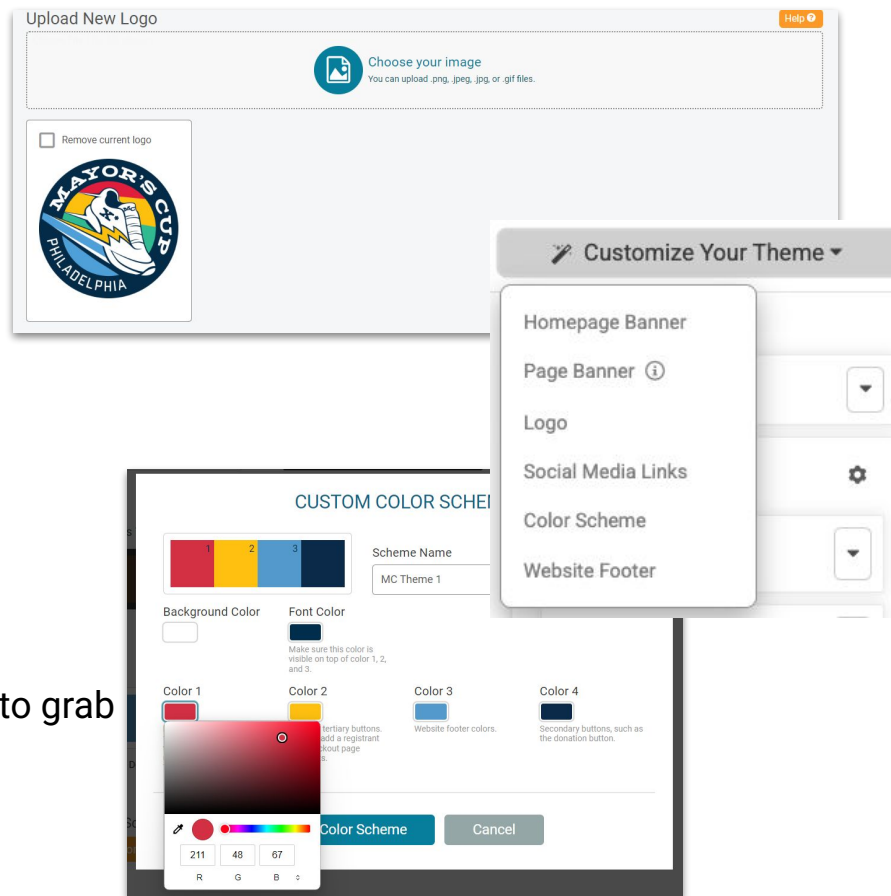 Upload New Logo
Help
Choose your image
You can upload .png, .jpeg, .jpg, or .gif files.
Remove current logo
MAYOR'S CUP
PHILADELPHIA
Customize Your Theme
Homepage Banner
Page Banner
Logo
Social Media Links
Color Scheme
Website Footer
CUSTOM COLOR SCHE
1 2 3
Scheme Name
MC Theme 1
Background Color
Font Color
Make sure this color is
visible on top of color 1, 2,
and 3.
to grab
Color 1
Color 2
Color 3
Color 4
tertiary buttons.
add a registrant
page
Website footer colors.
Secondary buttons, such as
the donation button.
Color Scheme
Cancel
211 48 67
R G B